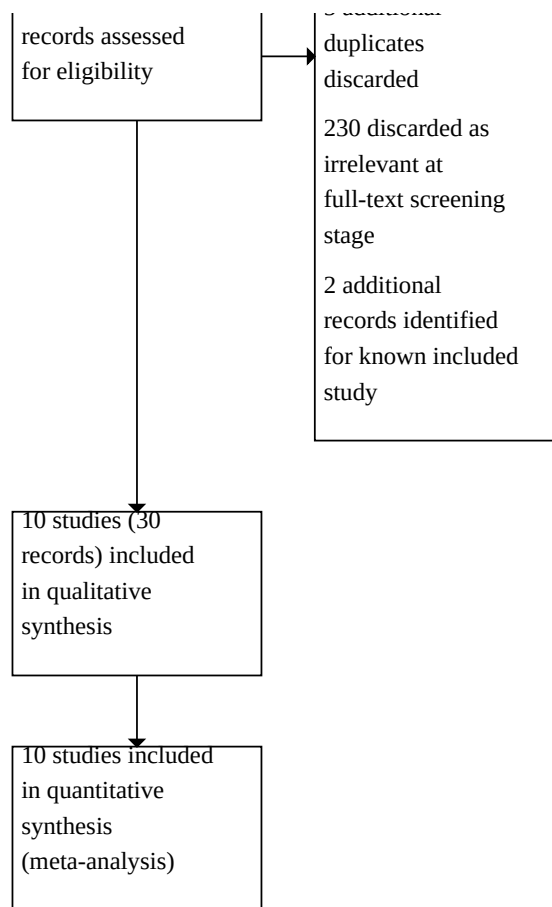 records assessed
for eligibility
additional
duplicates
discarded
230 discarded as
irrelevant at
full-text screening
stage
2 additional
records identified
for known included
study
10 studies (30
records) included
in qualitative
synthesis
10 studies included
in quantitative
synthesis
(meta-analysis)